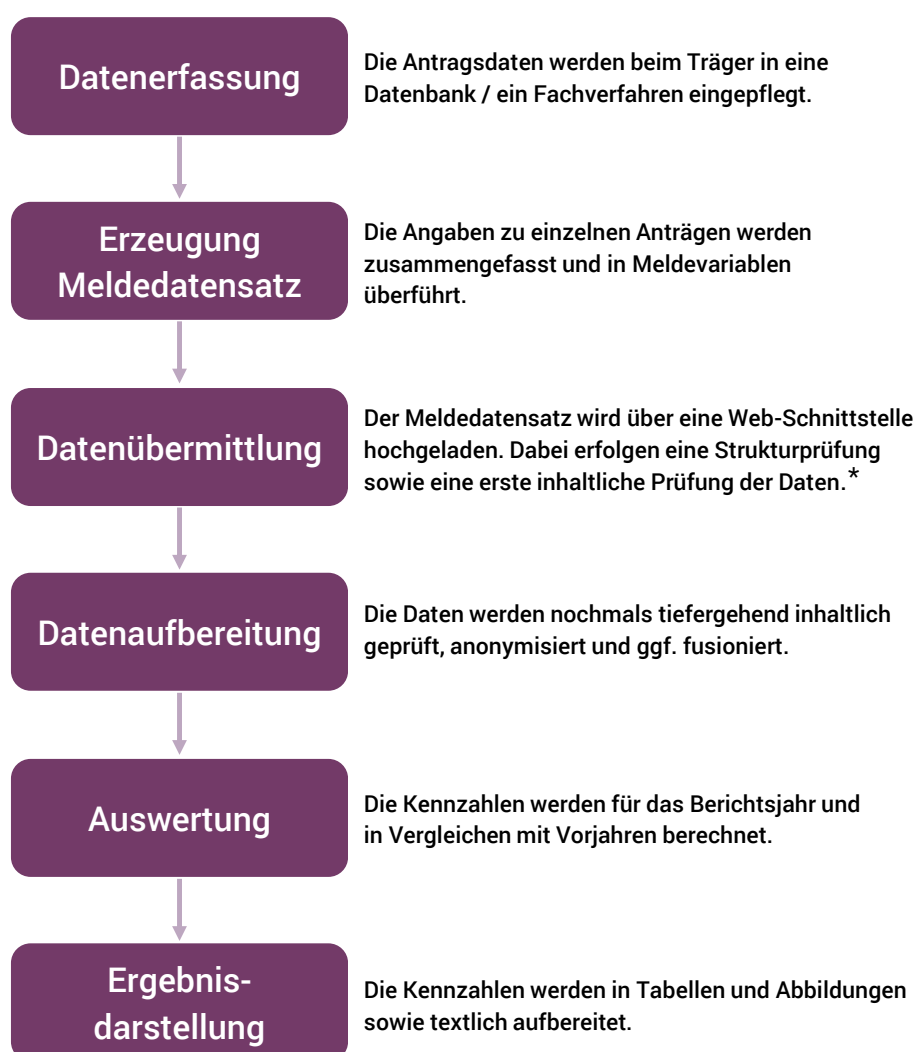 Datenerfassung
Die Antragsdaten werden beim Träger in eine
Datenbank / ein Fachverfahren eingepflegt.
Erzeugung
Meldedatensatz
Die Angaben zu einzelnen Anträgen werden
zusammengefasst und in Meldevariablen
überführt.
Datenübermittlung
Der Meldedatensatz wird über eine Web-Schnittstelle
hochgeladen. Dabei erfolgen eine Strukturprüfung
sowie eine erste inhaltliche Prüfung der Daten.*
Datenaufbereitung
Die Daten werden nochmals tiefergehend inhaltlich
geprüft, anonymisiert und ggf. fusioniert.
Auswertung
Die Kennzahlen werden für das Berichtsjahr und
in Vergleichen mit Vorjahren berechnet.
Ergebnis-
darstellung
Die Kennzahlen werden in Tabellen und Abbildungen
sowie textlich aufbereitet.